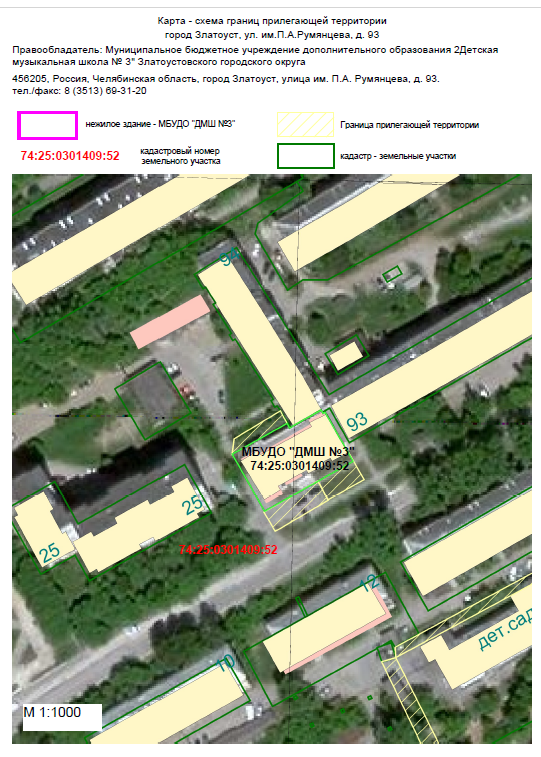 Карта - схема границ прилегающей территории
город Златоуст, ул. им.П.А.Румянцева, д. 93
Правообладатель: Муниципальное бюджетное учреждение дополнительного образования 2Детская
музыкальная школа № 3" Златоустовского городского округа
456205, Россия, Челябинская область, город Златоуст, улица им. П.А. Румянцева, д. 93.
тел./факс: 8 (3513) 69-31-20
нежилое здание - МБУДО "ДМШ №3"
Граница прилегающей территории
74:25:0301409:52
кадастровый номер
земельного участка
кадастр - земельные участки
93
МБУДО "ДМШ №3"
74:25:0301409:52
25
25
74:25:0301409:52
12
дет.сад
10
М 1:1000